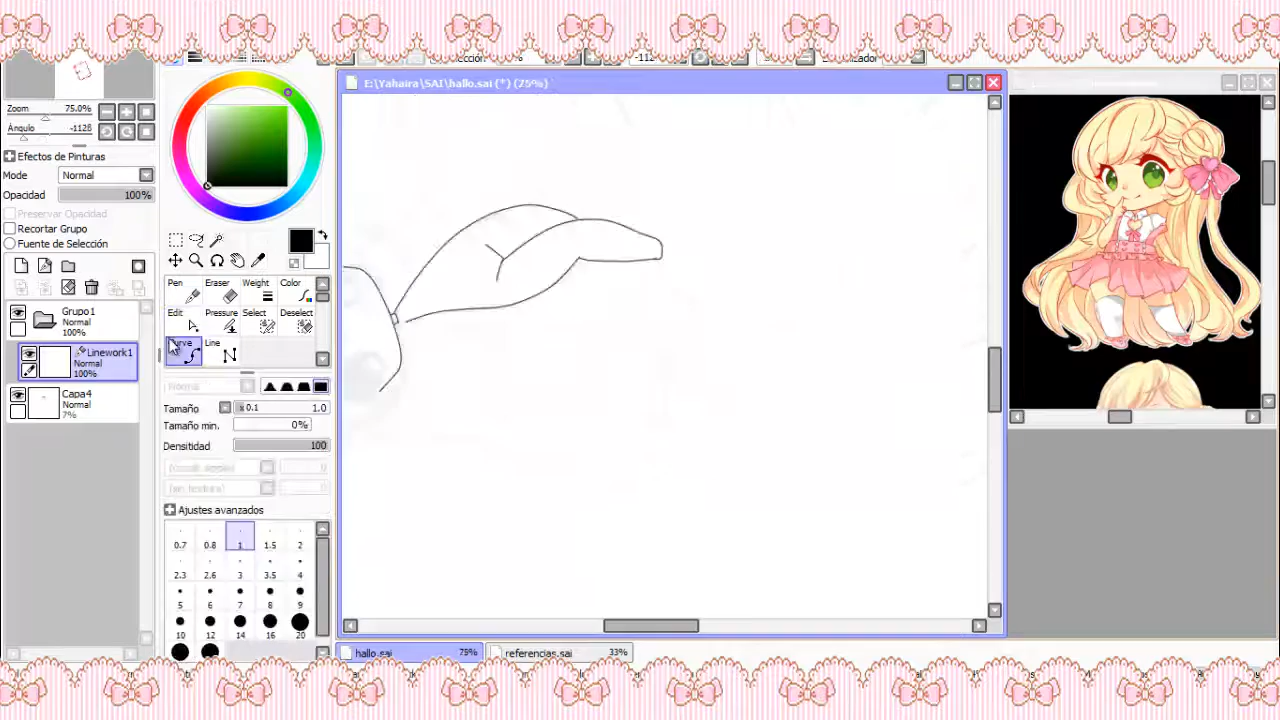 E:\Yahaira\SAI\hallo.sai (*) (75%)
Zoom 75.0%
Ángulo -112ß
Efectos de Pinturas
Mode Normal
Opacidad 100%
Preservar Opacidad
Recortar Grupo
Fuente de Selección
Grupo1
Normal
100%
Linework1
Normal
100%
Capa4
Normal
7%
Pen Eraser Weight Color
Edit Pressure Select Deselect
Line
Normal
Tamaño x0.1 1.0
Tamaño min. 0%
Densitidad 100
Ajustes avanzados
0.7 0.8 1 1.5 2
2.3 2.6 3 3.5 4
5 6 7 8 9
10 12 14 16 20
hallo.sai 75% referencias.sai 33%